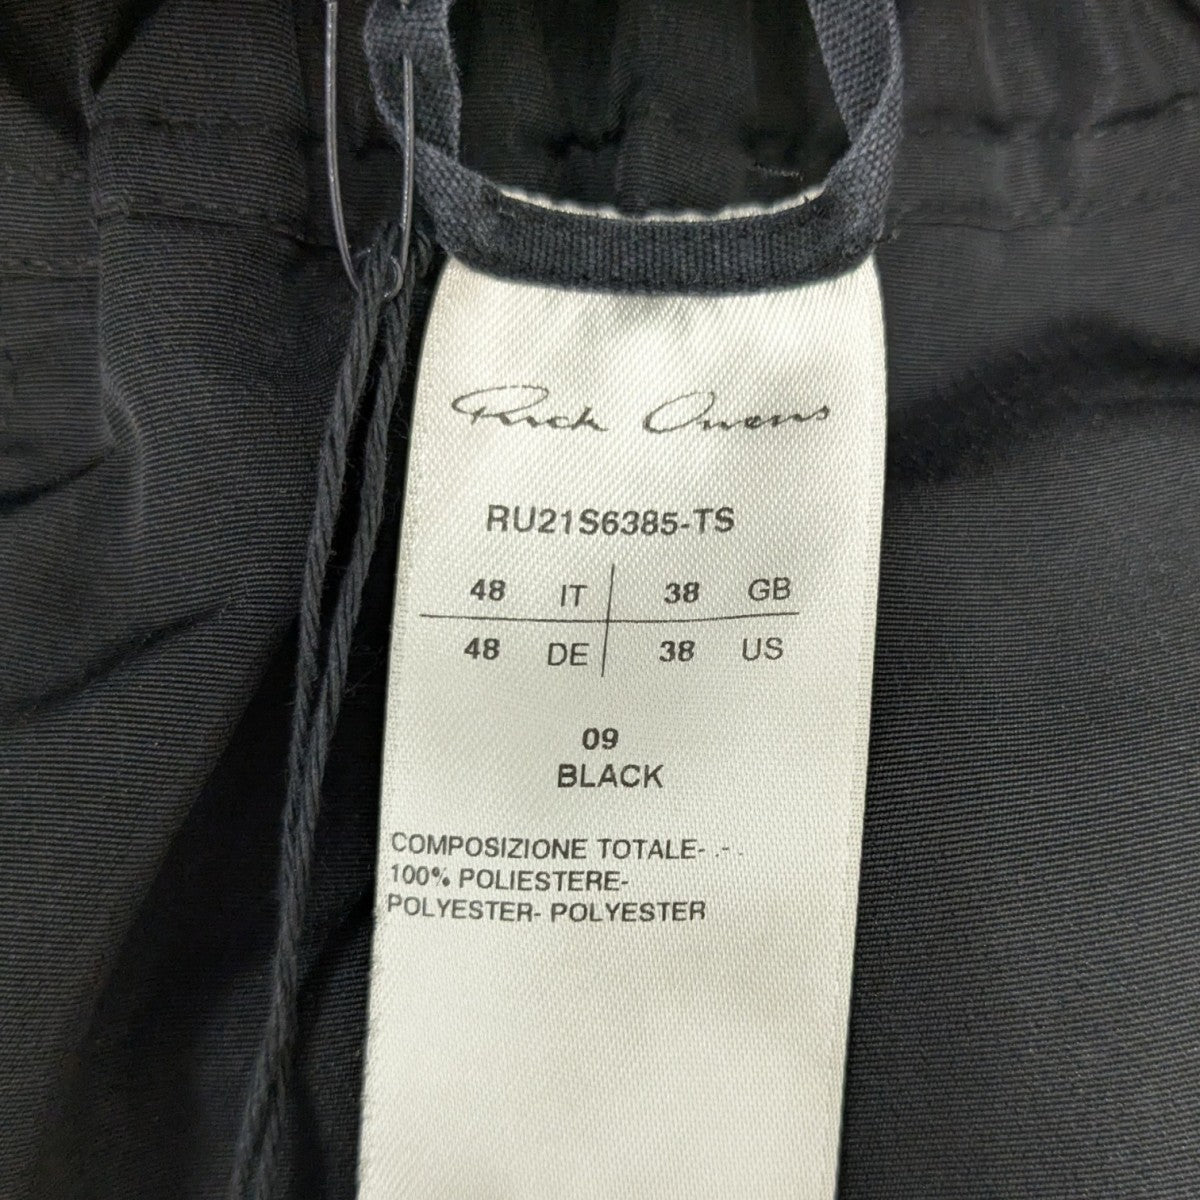 Rick Owens
RU21S6385-TS
48 IT 38 GB
48 DE 38 US
09
BLACK
COMPOSIZIONE TOTALE- .- .
100% POLIESTERE-
POLYESTER- POLYESTER